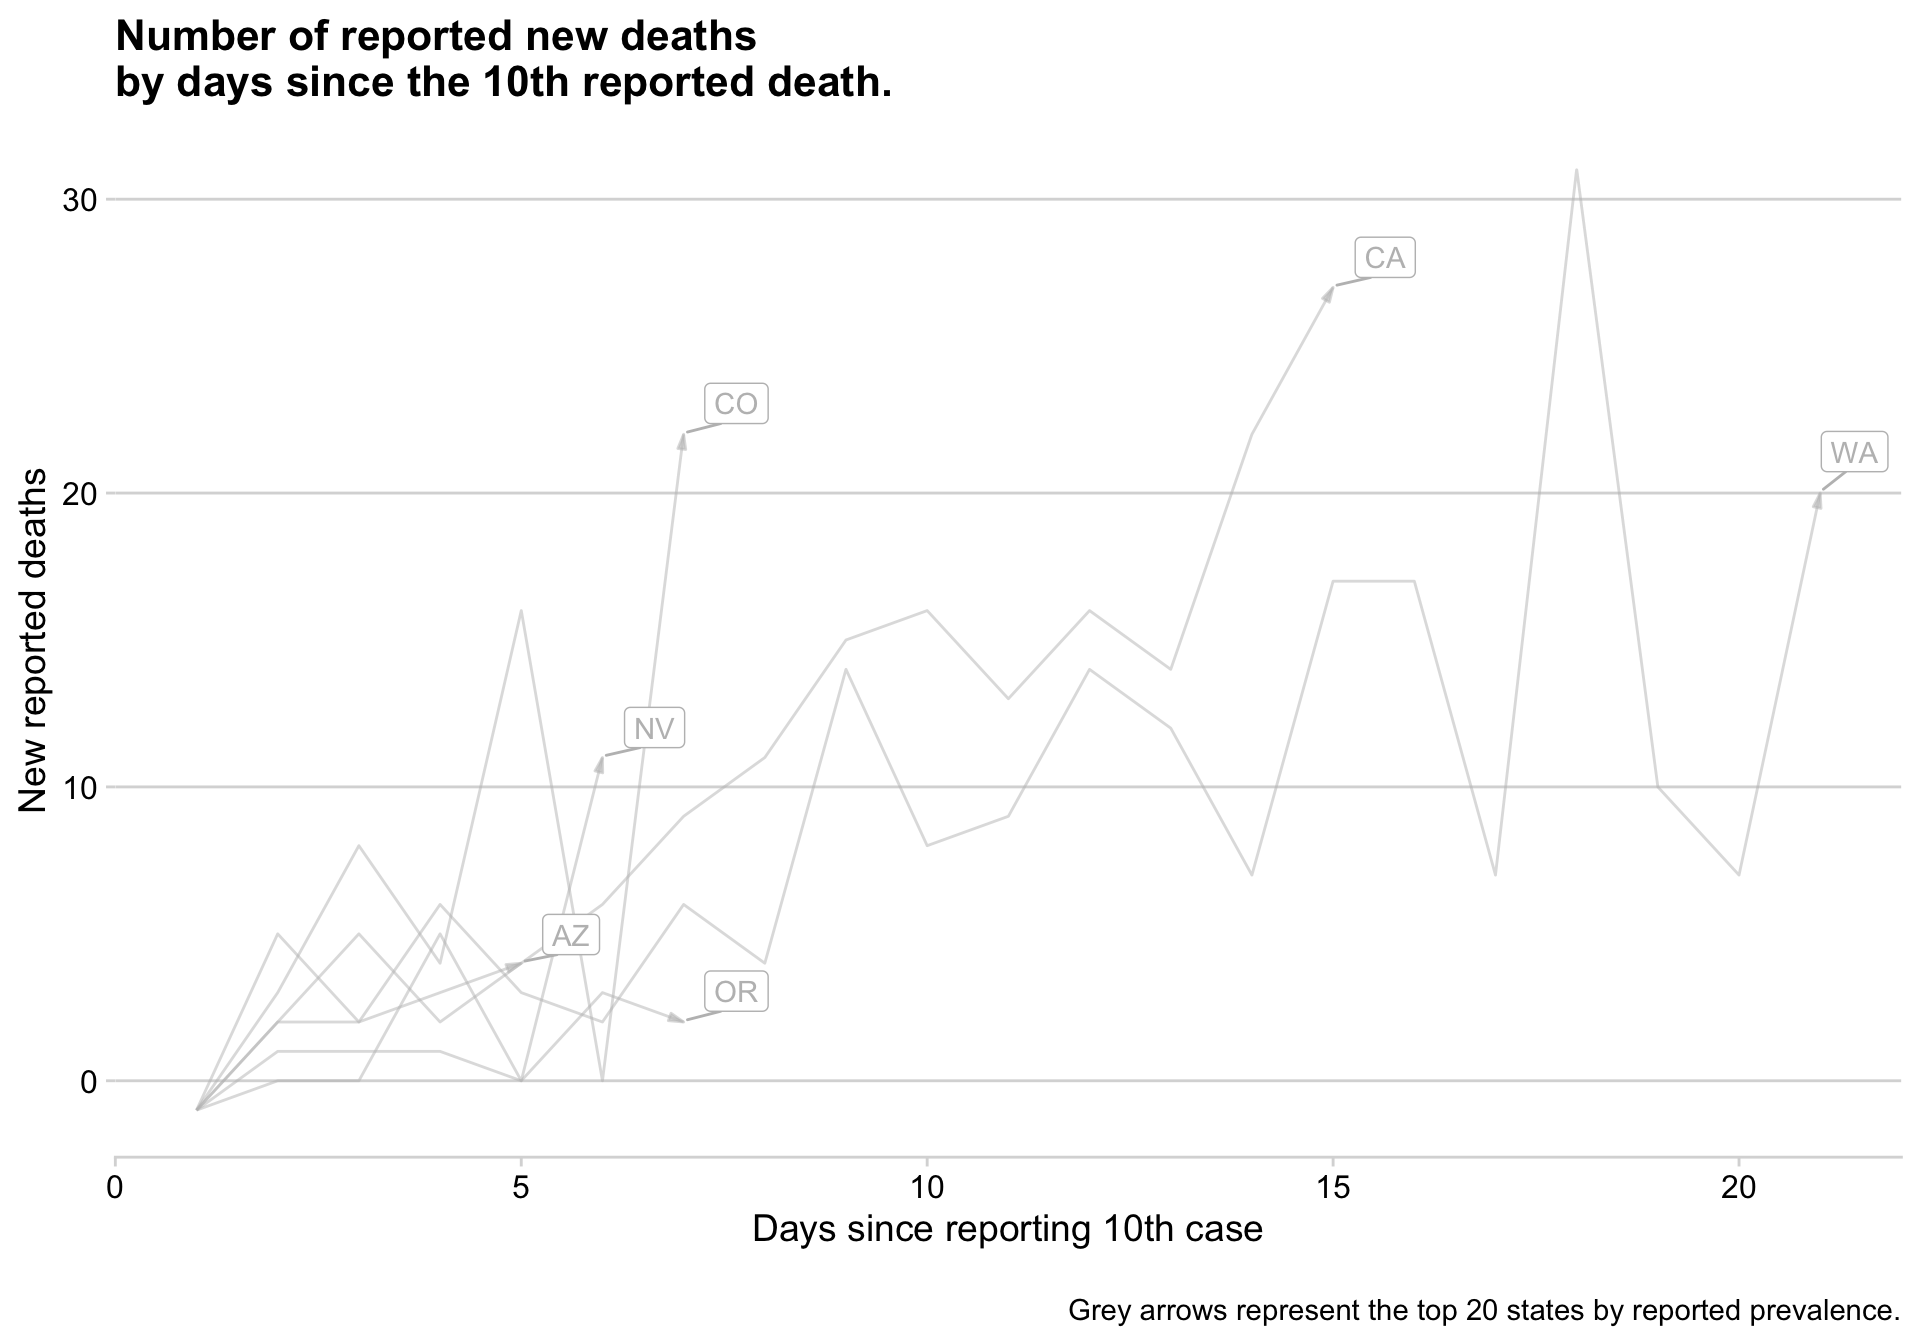 Number of reported new deaths
by days since the 10th reported death.
New reported deaths
30
20
10
0
CA
CO
WA
NV
AZ
OR
0 5 10 15 20
Days since reporting 10th case
Grey arrows represent the top 20 states by reported prevalence.